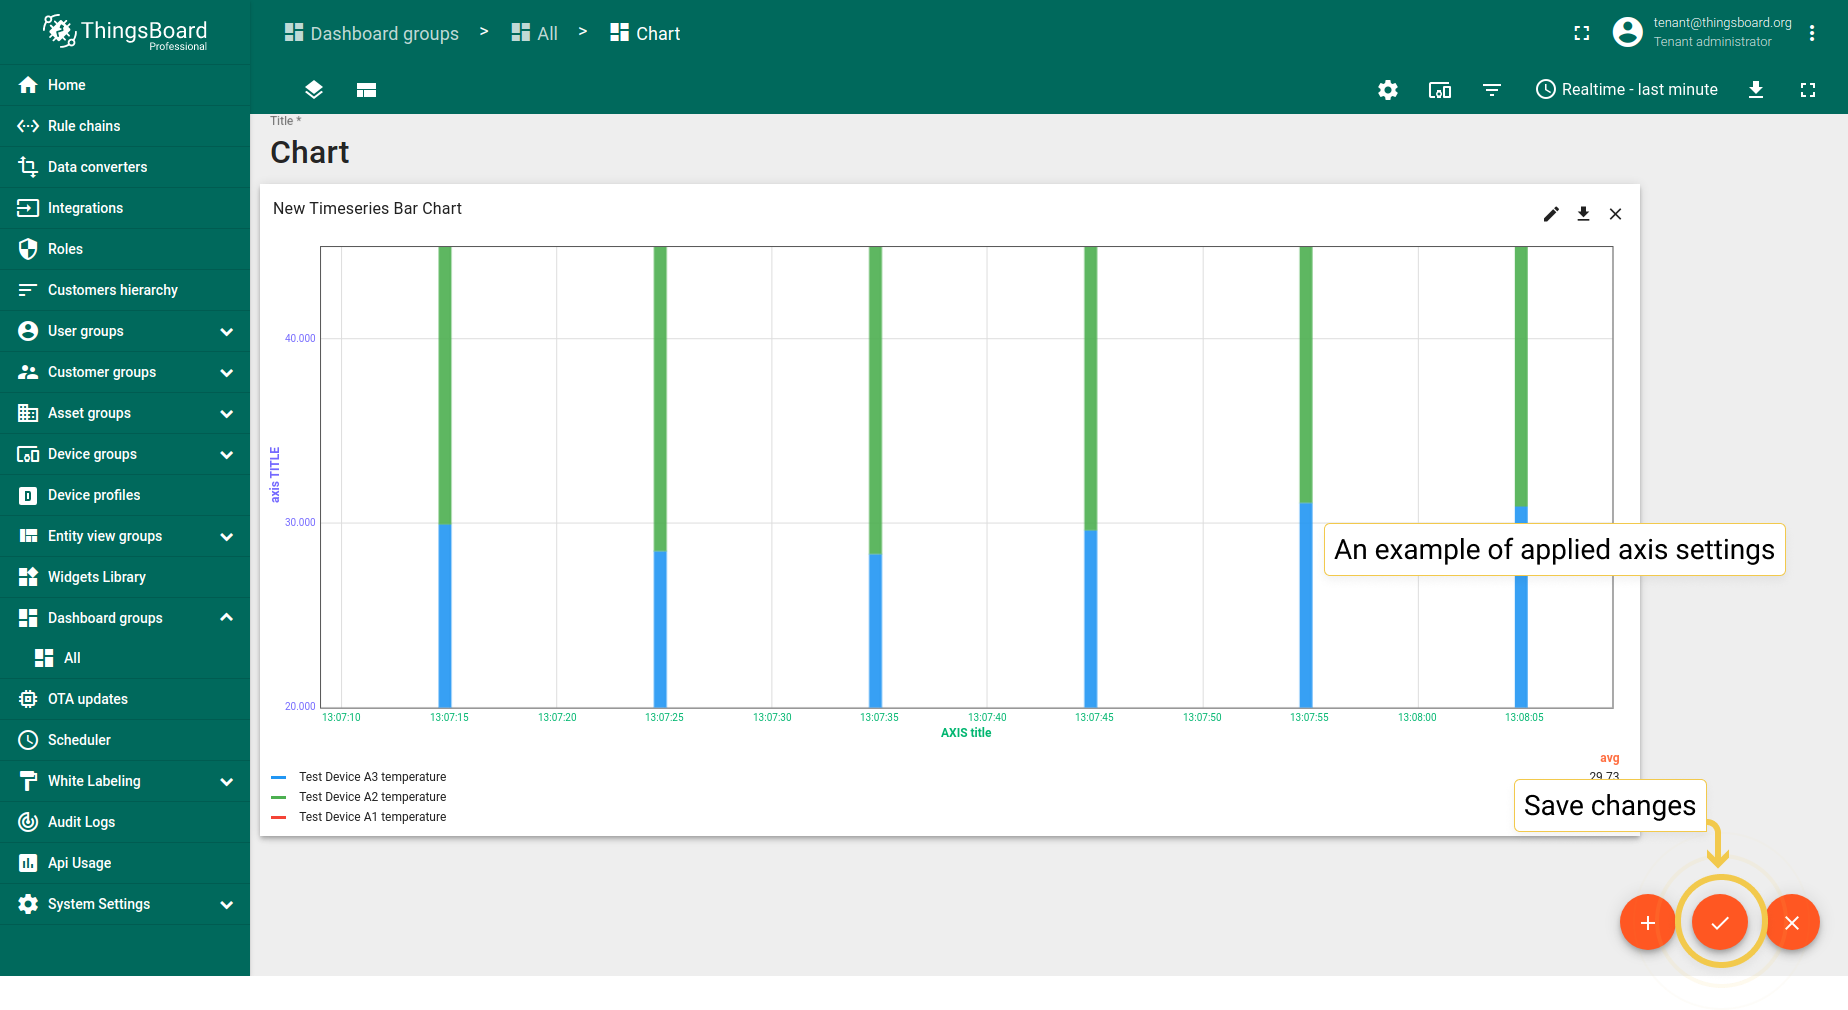 ThingsBoard
Professional
Dashboard groups > All > Chart
tenant@thingsboard.org
Tenant administrator
Realtime - last minute
Home
Rule chains
Data converters
Integrations
Roles
Customers hierarchy
User groups
Customer groups
Asset groups
Device groups
Device profiles
Entity view groups
Widgets Library
Dashboard groups
All
OTA updates
Scheduler
White Labeling
Audit Logs
Api Usage
System Settings
Title *
Chart
New Timeseries Bar Chart
axis TITLE
40.000
30.000
20.000
13:07:10 13:07:15 13:07:20 13:07:25 13:07:30 13:07:35 13:07:40 13:07:45 13:07:50 13:07:55 13:08:00 13:08:05
AXIS title
An example of applied axis settings
avg
Test Device A3 temperature 29.73
Test Device A2 temperature
Test Device A1 temperature
Save changes